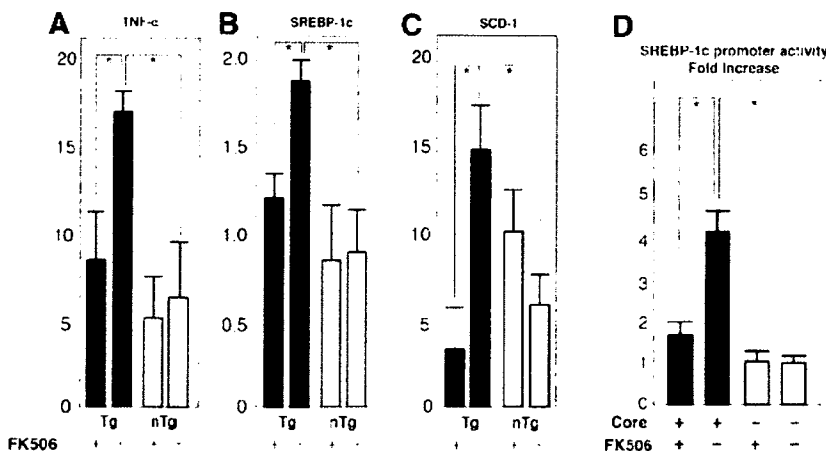 A TNF-α
B SREBP-1c
C SCD-1
D SREBP-1c promoter activity
Fold Increase
20
15
10
5
0
2.0
1.5
1.0
0.5
0
20
15
10
5
0
6
5
4
3
2
1
0
Tg nTg
Tg nTg
Tg nTg
FK506 + - + -
+ - + -
+ - + -
Core + + - -
FK506 + - + -
* *
* *
* *
* *